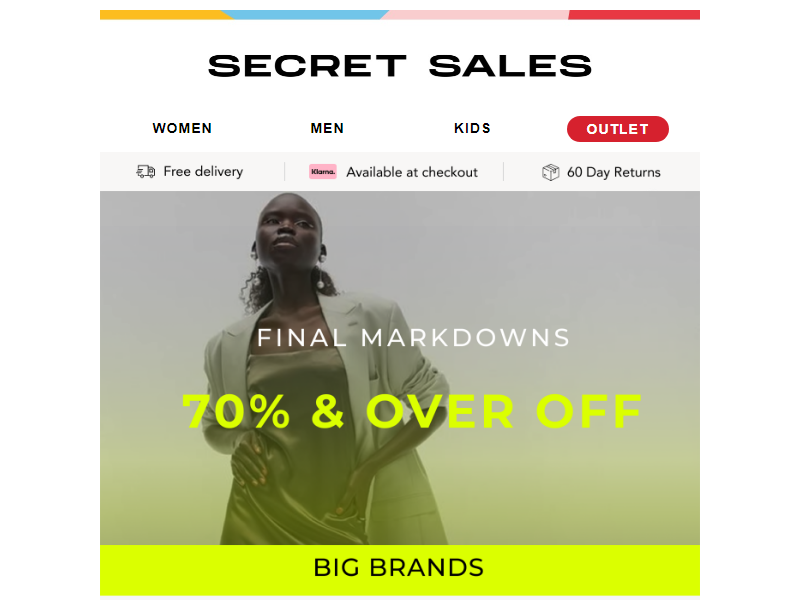 SECRET SALES
WOMEN MEN KIDS OUTLET
Free delivery Klarna. Available at checkout 60 Day Returns
FINAL MARKDOWNS
70% & OVER OFF
BIG BRANDS